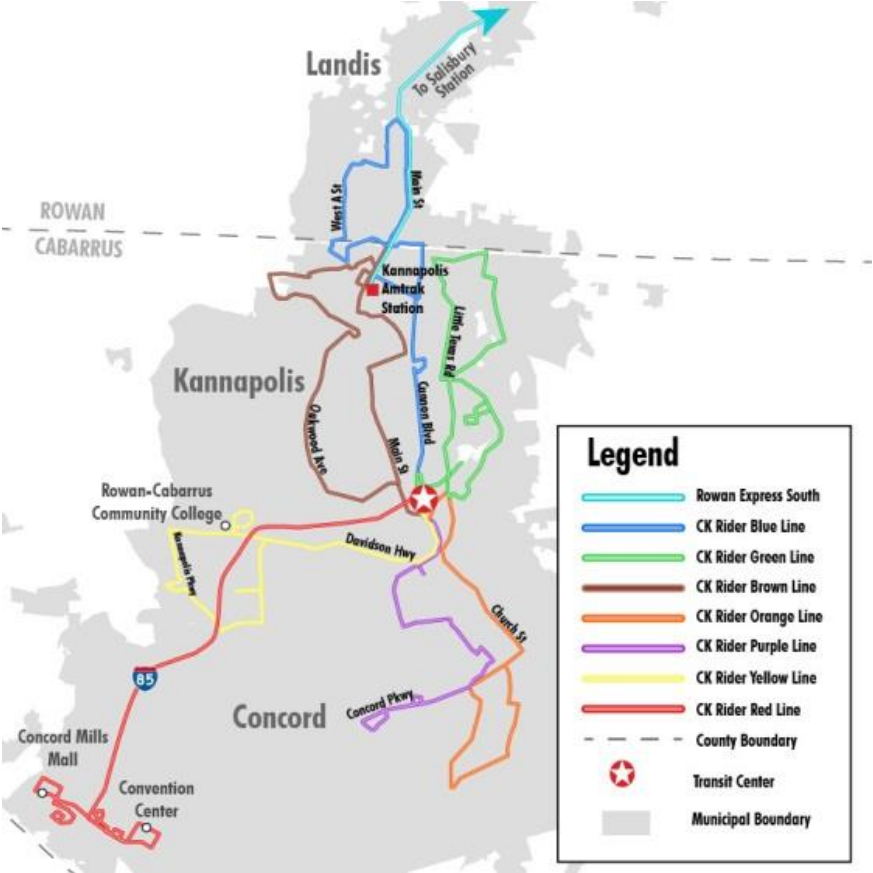 Landis
To Salisbury
Station
West A St
Main St
ROWAN
CABARRUS
Kannapolis
Amtrak
Station
Little Texas Rd
Kannapolis
Cannon Blvd
Oakwood Ave
Main St
Rowan-Cabarrus
Community College
Kannapolis Pkwy
Davidson Hwy
Church St
85
Concord
Concord Pkwy
Concord Mills
Mall
Convention
Center
Legend
Rowan Express South
CK Rider Blue Line
CK Rider Green Line
CK Rider Brown Line
CK Rider Orange Line
CK Rider Purple Line
CK Rider Yellow Line
CK Rider Red Line
County Boundary
Transit Center
Municipal Boundary